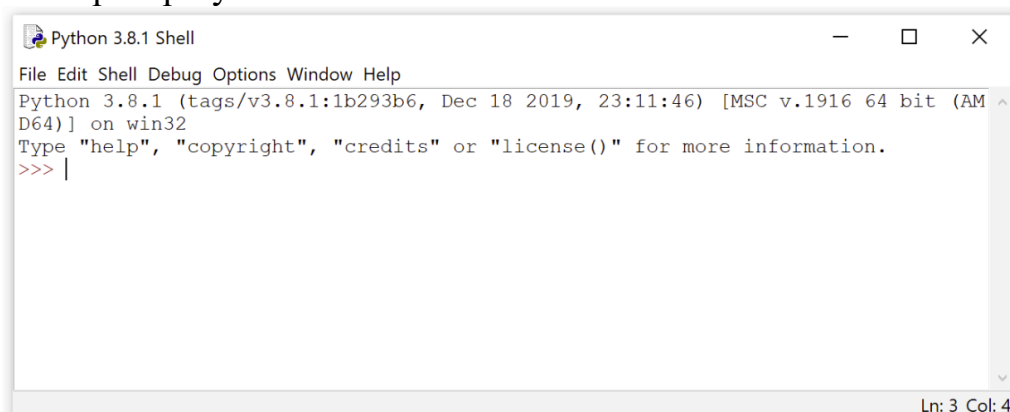 Python 3.8.1 Shell
File Edit Shell Debug Options Window Help
Python 3.8.1 (tags/v3.8.1:1b293b6, Dec 18 2019, 23:11:46) [MSC v.1916 64 bit (AM
D64)] on win32
Type "help", "copyright", "credits" or "license()" for more information.
>>>
Ln: 3 Col: 4